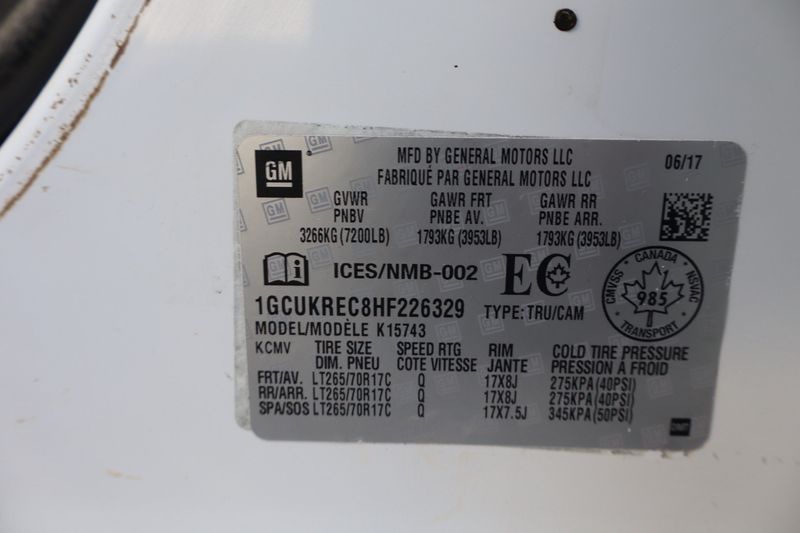 GM
MFD BY GENERAL MOTORS LLC
FABRIQUÉ PAR GENERAL MOTORS LLC
06/17
GVWR GAWR FRT GAWR RR
PNBV PNBE AV. PNBE ARR.
3266KG (7200LB) 1793KG (3953LB) 1793KG (3953LB)
i ICES/NMB-002 EC
CANADA
CMVSS 985 NSVAC
TRANSPORT
1GCUKREC8HF226329 TYPE: TRU/CAM
MODEL/MODÈLE K15743
KCMV TIRE SIZE SPEED RTG RIM COLD TIRE PRESSURE
DIM. PNEU COTE VITESSE JANTE PRESSION À FROID
FRT/AV. LT265/70R17C Q 17X8J 275KPA (40PSI)
RR/ARR. LT265/70R17C Q 17X8J 275KPA (40PSI)
SPA/SOS LT265/70R17C Q 17X7.5J 345KPA (50PSI)